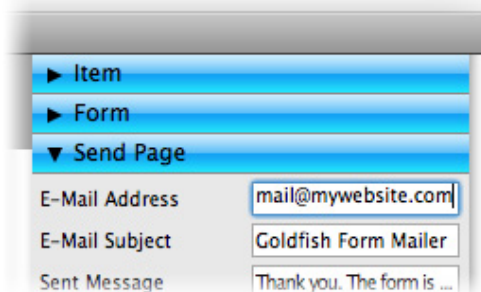 Item
Form
Send Page
E-Mail Address mail@mywebsite.com
E-Mail Subject Goldfish Form Mailer
Sent Message Thank you. The form is ...